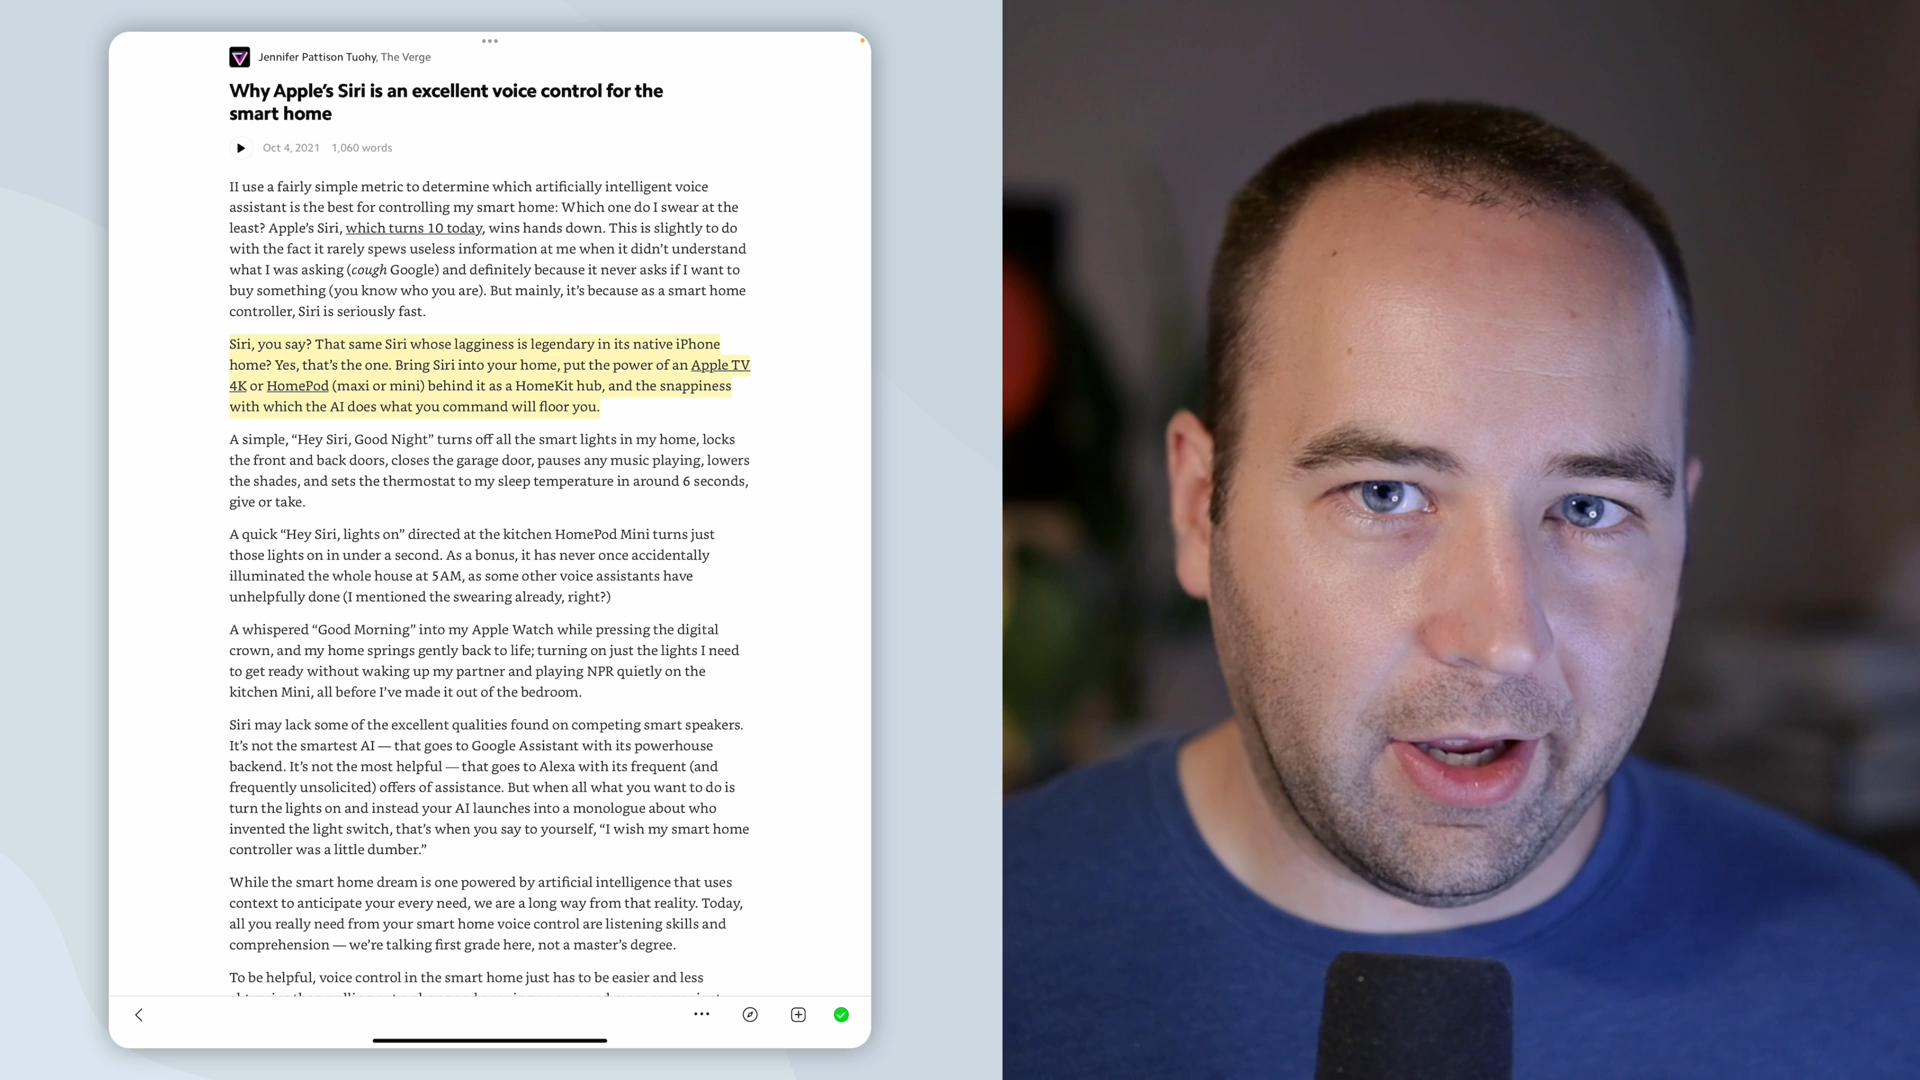 Jennifer Pattison Tuohy, The Verge
Why Apple's Siri is an excellent voice control for the
smart home
Oct 4, 2021 1,060 words
II use a fairly simple metric to determine which artificially intelligent voice
assistant is the best for controlling my smart home: Which one do I swear at the
least? Apple's Siri, which turns 10 today, wins hands down. This is slightly to do
with the fact it rarely spews useless information at me when it didn't understand
what I was asking (cough Google) and definitely because it never asks if I want to
buy something (you know who you are). But mainly, it's because as a smart home
controller, Siri is seriously fast.
Siri, you say? That same Siri whose lagginess is legendary in its native iPhone
home? Yes, that's the one. Bring Siri into your home, put the power of an Apple TV
4K or HomePod (maxi or mini) behind it as a HomeKit hub, and the snappiness
with which the AI does what you command will floor you.
A simple, “Hey Siri, Good Night” turns off all the smart lights in my home, locks
the front and back doors, closes the garage door, pauses any music playing, lowers
the shades, and sets the thermostat to my sleep temperature in around 6 seconds,
give or take.
A quick “Hey Siri, lights on” directed at the kitchen HomePod Mini turns just
those lights on in under a second. As a bonus, it has never once accidentally
illuminated the whole house at 5AM, as some other voice assistants have
unhelpfully done (I mentioned the swearing already, right?)
A whispered “Good Morning” into my Apple Watch while pressing the digital
crown, and my home springs gently back to life; turning on just the lights I need
to get ready without waking up my partner and playing NPR quietly on the
kitchen Mini, all before I've made it out of the bedroom.
Siri may lack some of the excellent qualities found on competing smart speakers.
It's not the smartest AI — that goes to Google Assistant with its powerhouse
backend. It's not the most helpful — that goes to Alexa with its frequent (and
frequently unsolicited) offers of assistance. But when all what you want to do is
turn the lights on and instead your AI launches into a monologue about who
invented the light switch, that's when you say to yourself, “I wish my smart home
controller was a little dumber.”
While the smart home dream is one powered by artificial intelligence that uses
context to anticipate your every need, we are a long way from that reality. Today,
all you really need from your smart home voice control are listening skills and
comprehension — we're talking first grade here, not a master's degree.
To be helpful, voice control in the smart home just has to be easier and less